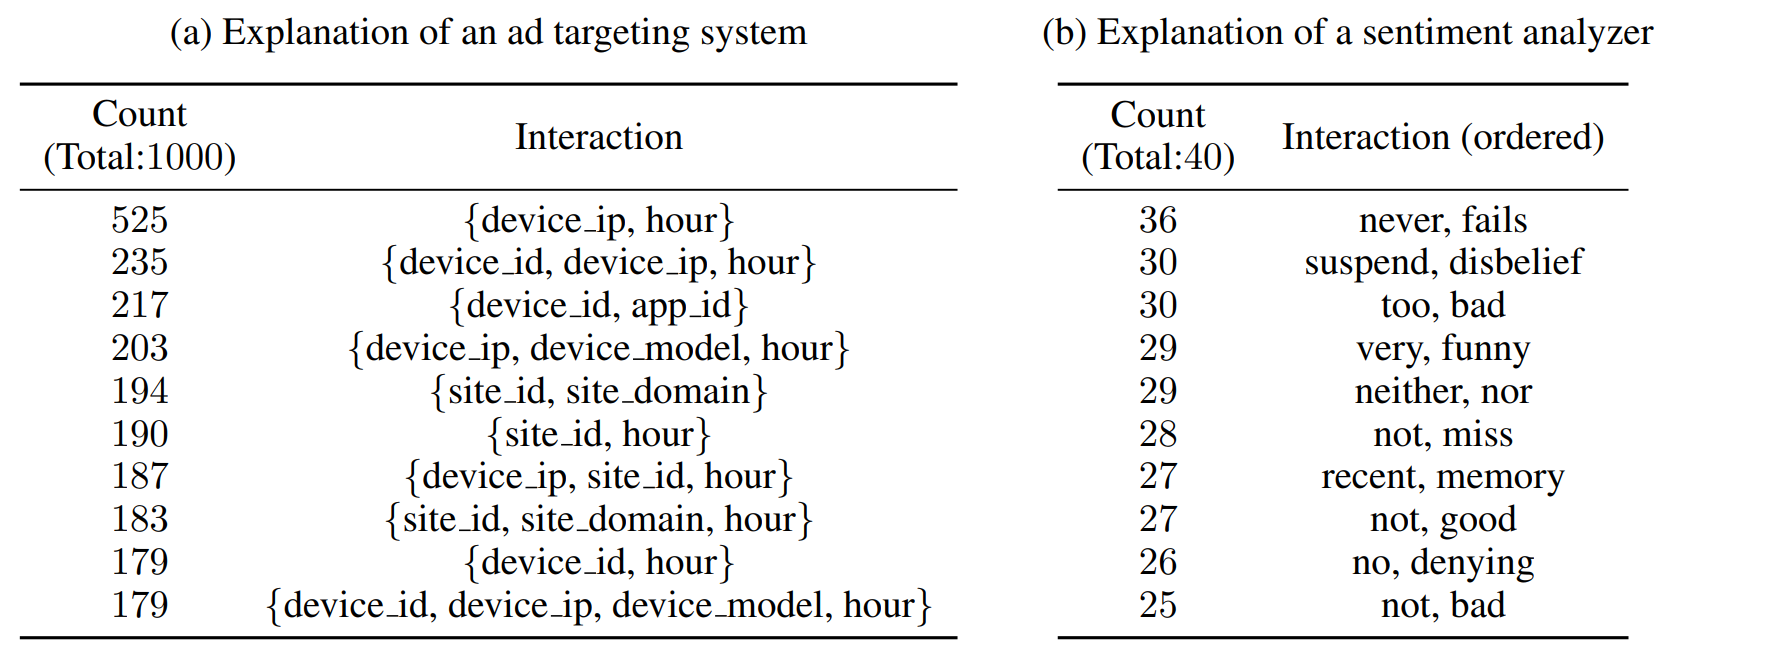 (a) Explanation of an ad targeting system
Count
(Total:1000)
Interaction
525 {device_ip, hour}
235 {device_id, device_ip, hour}
217 {device_id, app_id}
203 {device_ip, device_model, hour}
194 {site_id, site_domain}
190 {site_id, hour}
187 {device_ip, site_id, hour}
183 {site_id, site_domain, hour}
179 {device_id, hour}
179 {device_id, device_ip, device_model, hour}
(b) Explanation of a sentiment analyzer
Count
(Total:40)
Interaction (ordered)
36 never, fails
30 suspend, disbelief
30 too, bad
29 very, funny
29 neither, nor
28 not, miss
27 recent, memory
27 not, good
26 no, denying
25 not, bad